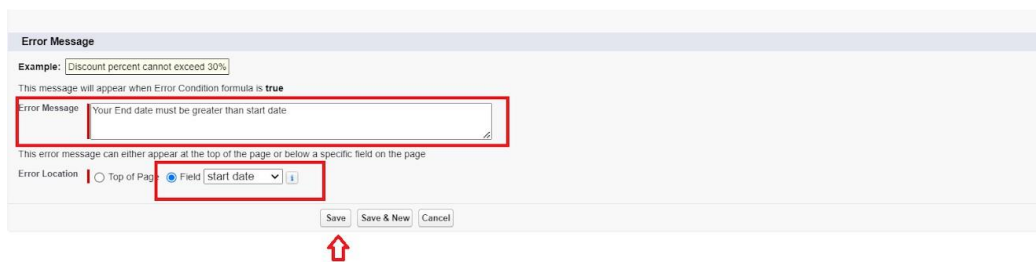 Error Message
Example: Discount percent cannot exceed 30%
This message will appear when Error Condition formula is true
Error Message Your End date must be greater than start date
This error message can either appear at the top of the page or below a specific field on the page
Error Location Top of Page Field start date i
Save Save & New Cancel